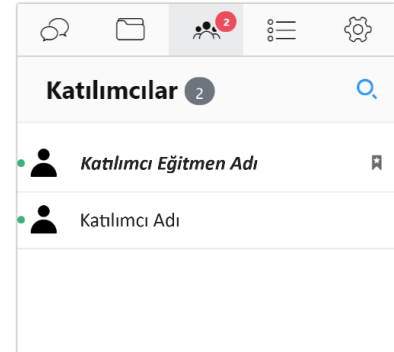 2
Katılımcılar 2
Katılımcı Eğitmen Adı
Katılımcı Adı